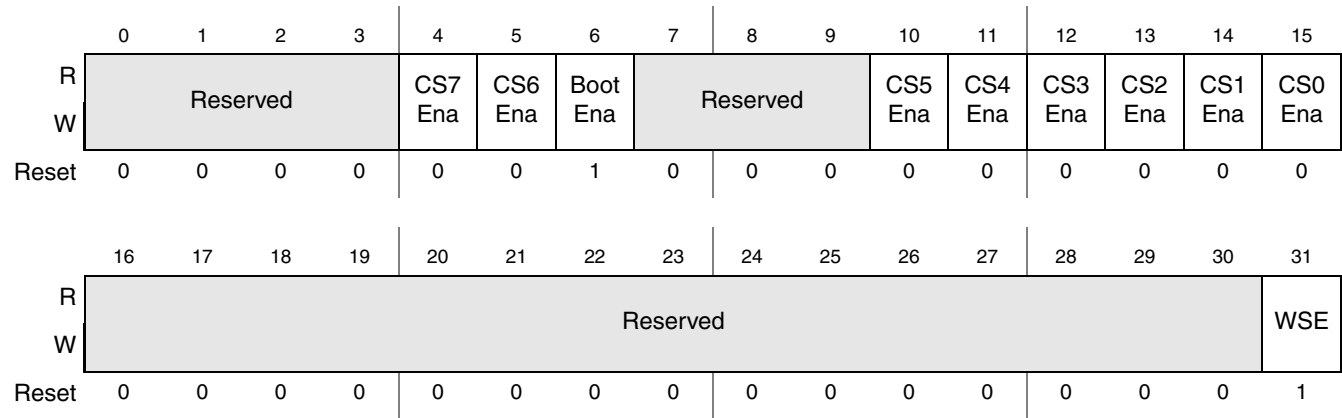 0 1 2 3 4 5 6 7 8 9 10 11 12 13 14 15
R
W
Reserved CS7 Ena CS6 Ena Boot Ena Reserved CS5 Ena CS4 Ena CS3 Ena CS2 Ena CS1 Ena CS0 Ena
Reset 0 0 0 0 0 0 1 0 0 0 0 0 0 0 0 0
16 17 18 19 20 21 22 23 24 25 26 27 28 29 30 31
R
W
Reserved WSE
Reset 0 0 0 0 0 0 0 0 0 0 0 0 0 0 0 1